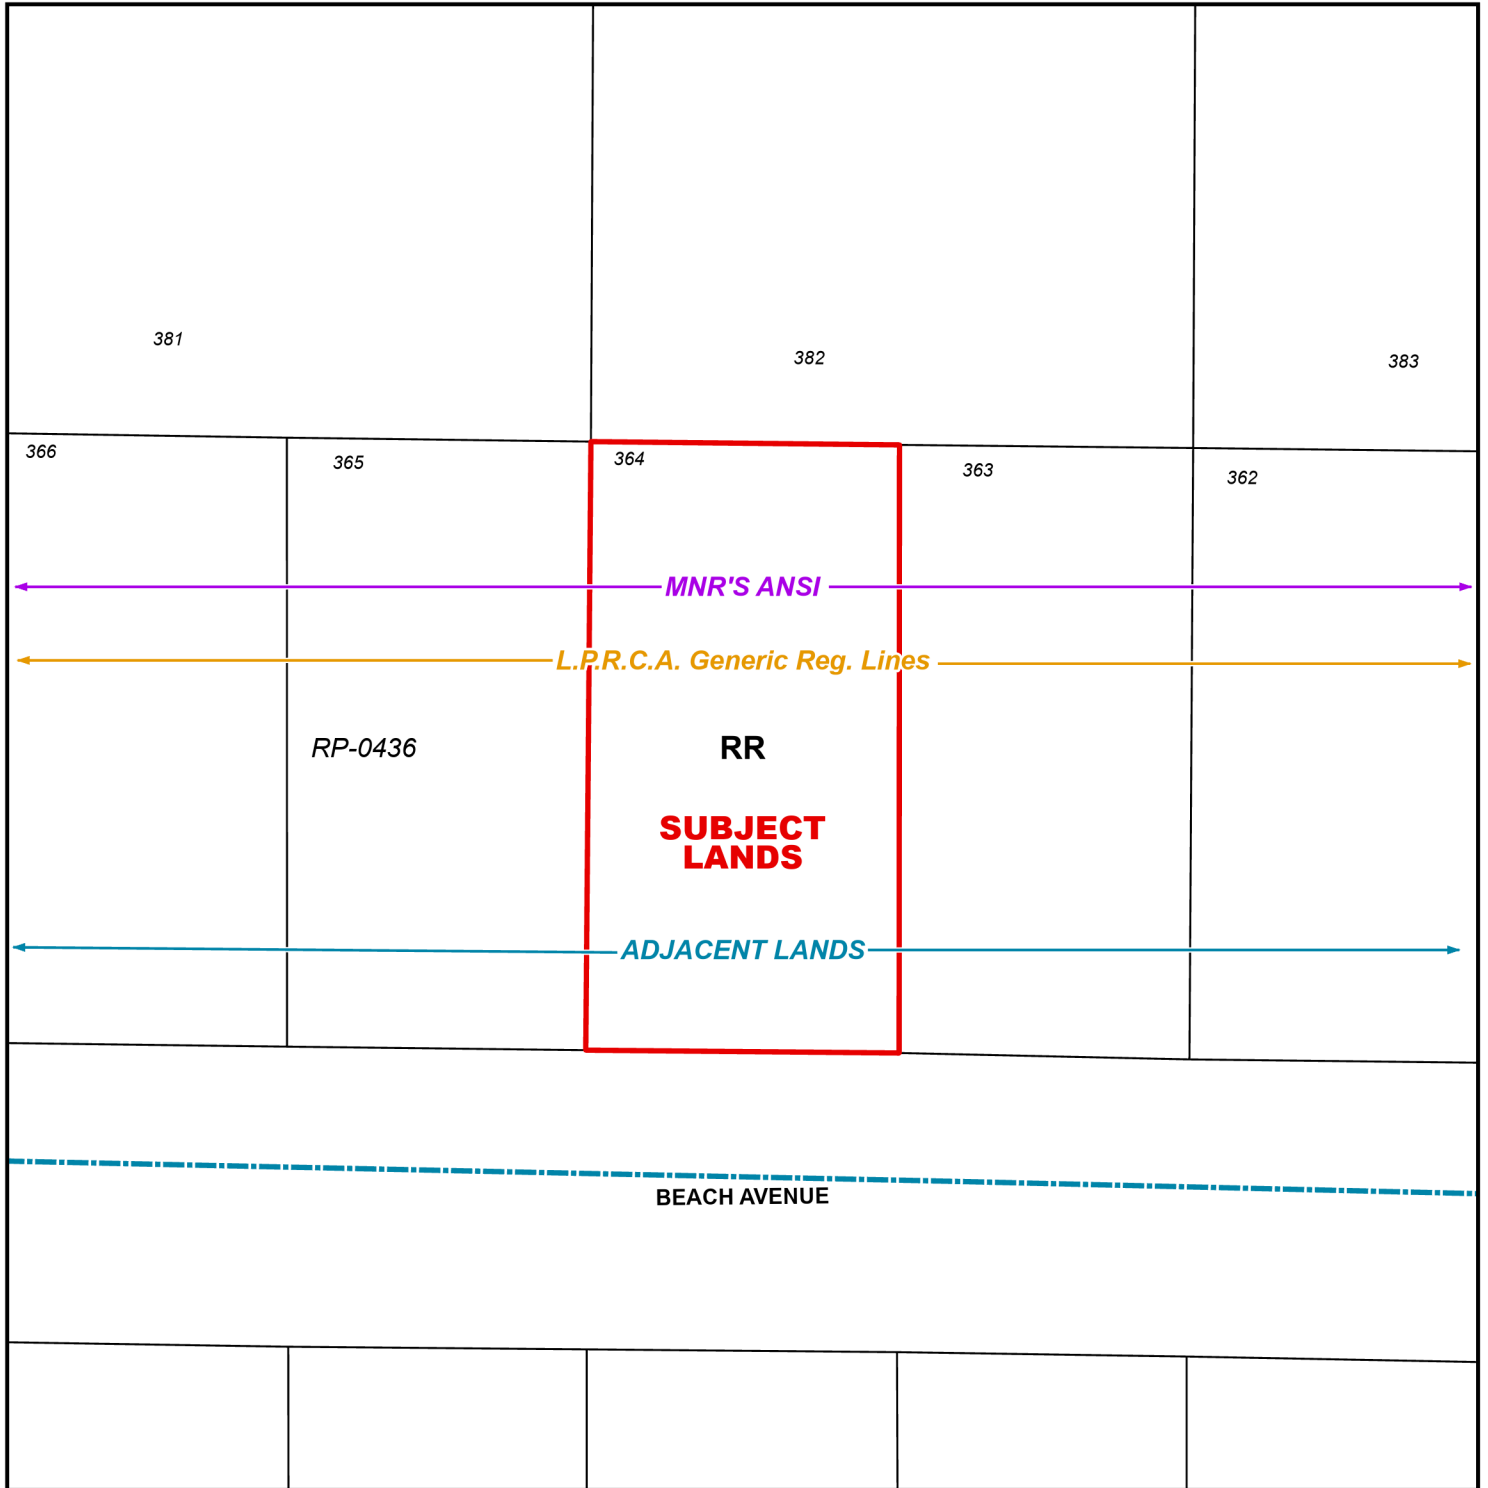 381
382
383
366
365
364
363
362
MNR'S ANSI
L.P.R.C.A. Generic Reg. Lines
RP-0436
RR
SUBJECT
LANDS
ADJACENT LANDS
BEACH AVENUE